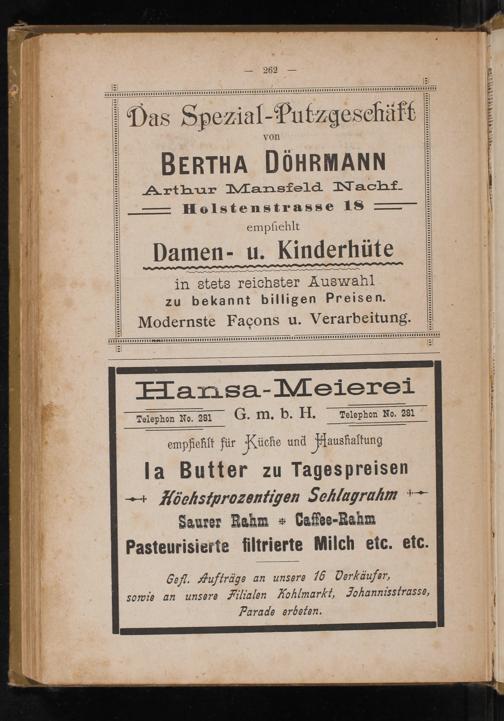 — 262 —
Das Spezial-Putzgeschäft
von
BERTHA DÖHRMANN
Arthur Mansfeld Nachf.
Holstenstrasse 18
empfiehlt
Damen- u. Kinderhüte
in stets reichster Auswahl
zu bekannt billigen Preisen.
Modernste Façons u. Verarbeitung.
Hansa-Meierei
Telephon No. 281 G. m. b. H. Telephon No. 281
empfiehlt für Küche und Haushaltung
Ia Butter zu Tagespreisen
Höchstprozentigen Schlagrahm
Saurer Rahm * Caffee-Rahm
Pasteurisierte filtrierte Milch etc. etc.
Gefl. Aufträge an unsere 16 Verkäufer,
sowie an unsere Filialen Kohlmarkt, Johannisstrasse,
Parade erbeten.